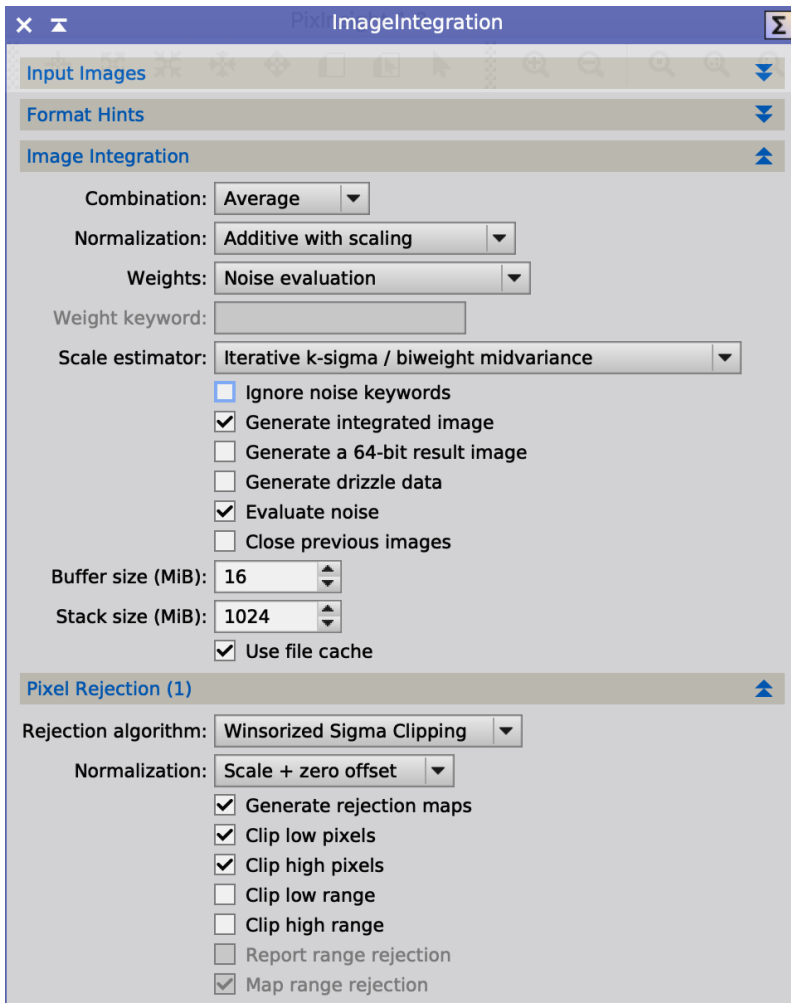 ImageIntegration
Input Images
Format Hints
Image Integration
Combination: Average
Normalization: Additive with scaling
Weights: Noise evaluation
Weight keyword:
Scale estimator: Iterative k-sigma / biweight midvariance
Ignore noise keywords
Generate integrated image
Generate a 64-bit result image
Generate drizzle data
Evaluate noise
Close previous images
Buffer size (MiB): 16
Stack size (MiB): 1024
Use file cache
Pixel Rejection (1)
Rejection algorithm: Winsorized Sigma Clipping
Normalization: Scale + zero offset
Generate rejection maps
Clip low pixels
Clip high pixels
Clip low range
Clip high range
Report range rejection
Map range rejection